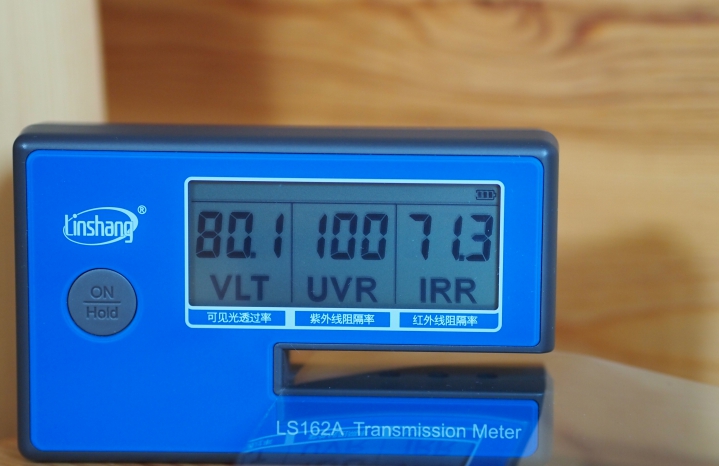 Linshang®
80.1 100 71.3
VLT UVR IRR
可见光透过率 紫外线阻隔率 红外线阻隔率
ON
Hold
LS162A Transmission Meter